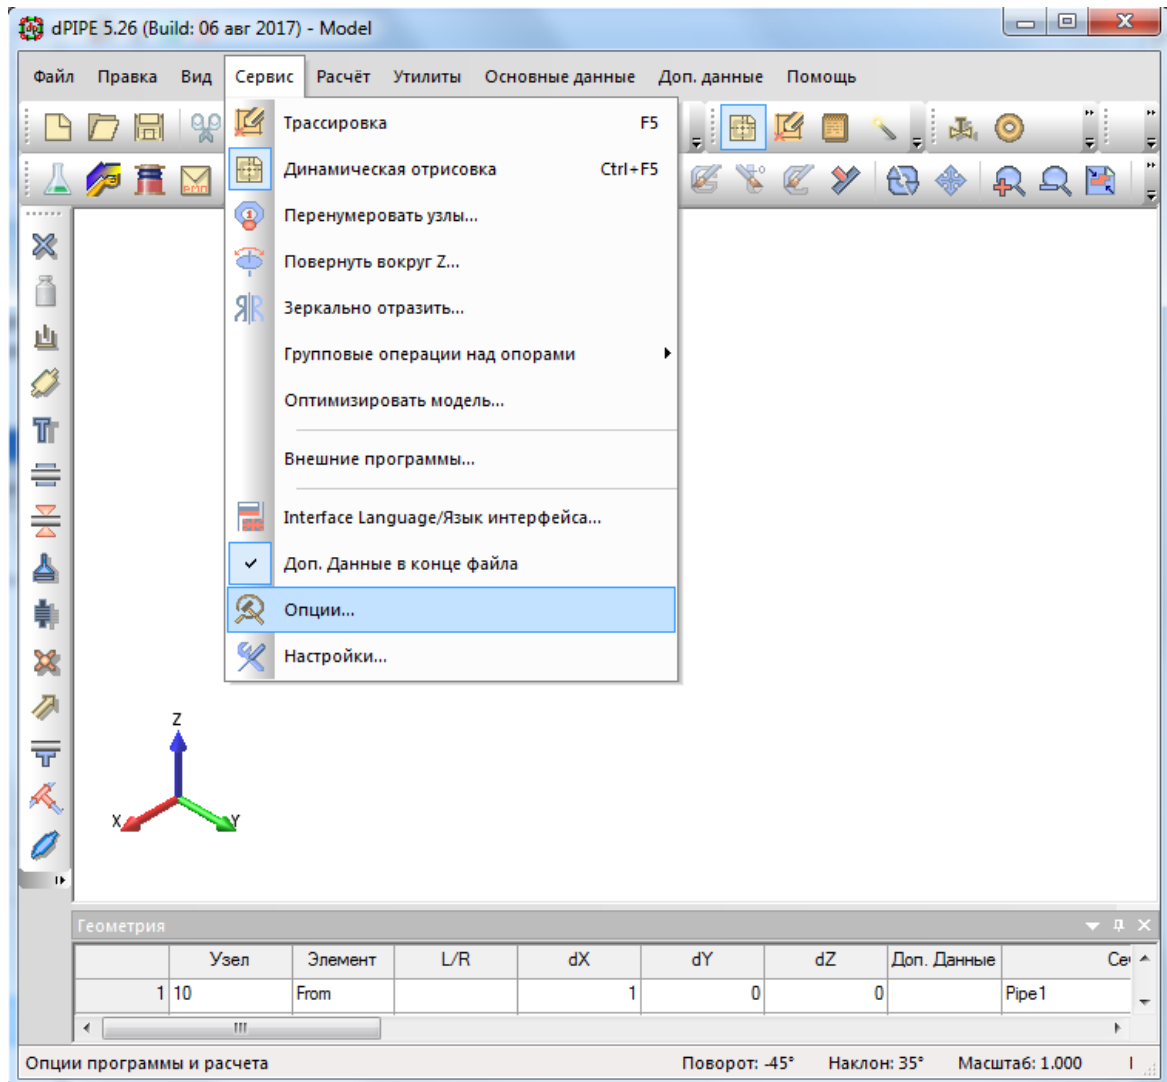 dPIPE 5.26 (Build: 06 авг 2017) - Model
Файл Правка Вид Сервис Расчёт Утилиты Основные данные Доп. данные Помощь
Трассировка F5
Динамическая отрисовка Ctrl+F5
Перенумеровать узлы...
Повернуть вокруг Z...
Зеркально отразить...
Групповые операции над опорами
Оптимизировать модель...
Внешние программы...
Interface Language/Язык интерфейса...
Доп. Данные в конце файла
Опции...
Настройки...
Z
X Y
Геометрия
Узел Элемент L/R dX dY dZ Доп. Данные
1 10 From 1 0 0 Pipe1
Опции программы и расчета Поворот: -45° Наклон: 35° Масштаб: 1.000